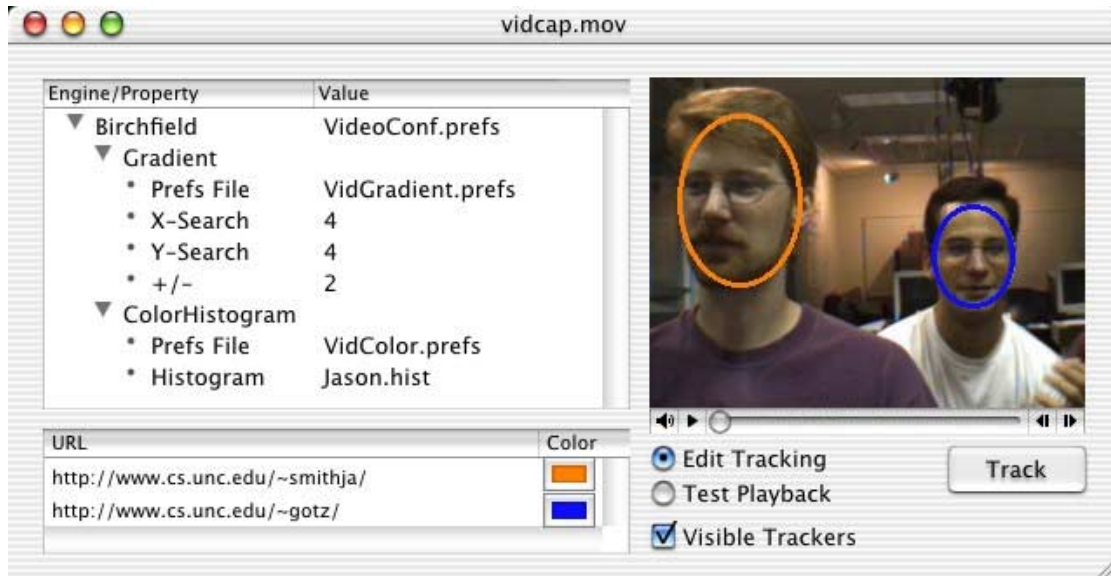 vidcap.mov
Engine/Property Value
Birchfield VideoConf.prefs
Gradient
Prefs File VidGradient.prefs
X-Search 4
Y-Search 4
+/- 2
ColorHistogram
Prefs File VidColor.prefs
Histogram Jason.hist
URL Color
http://www.cs.unc.edu/~smithja/
http://www.cs.unc.edu/~gotz/
Edit Tracking
Test Playback
Track
Visible Trackers